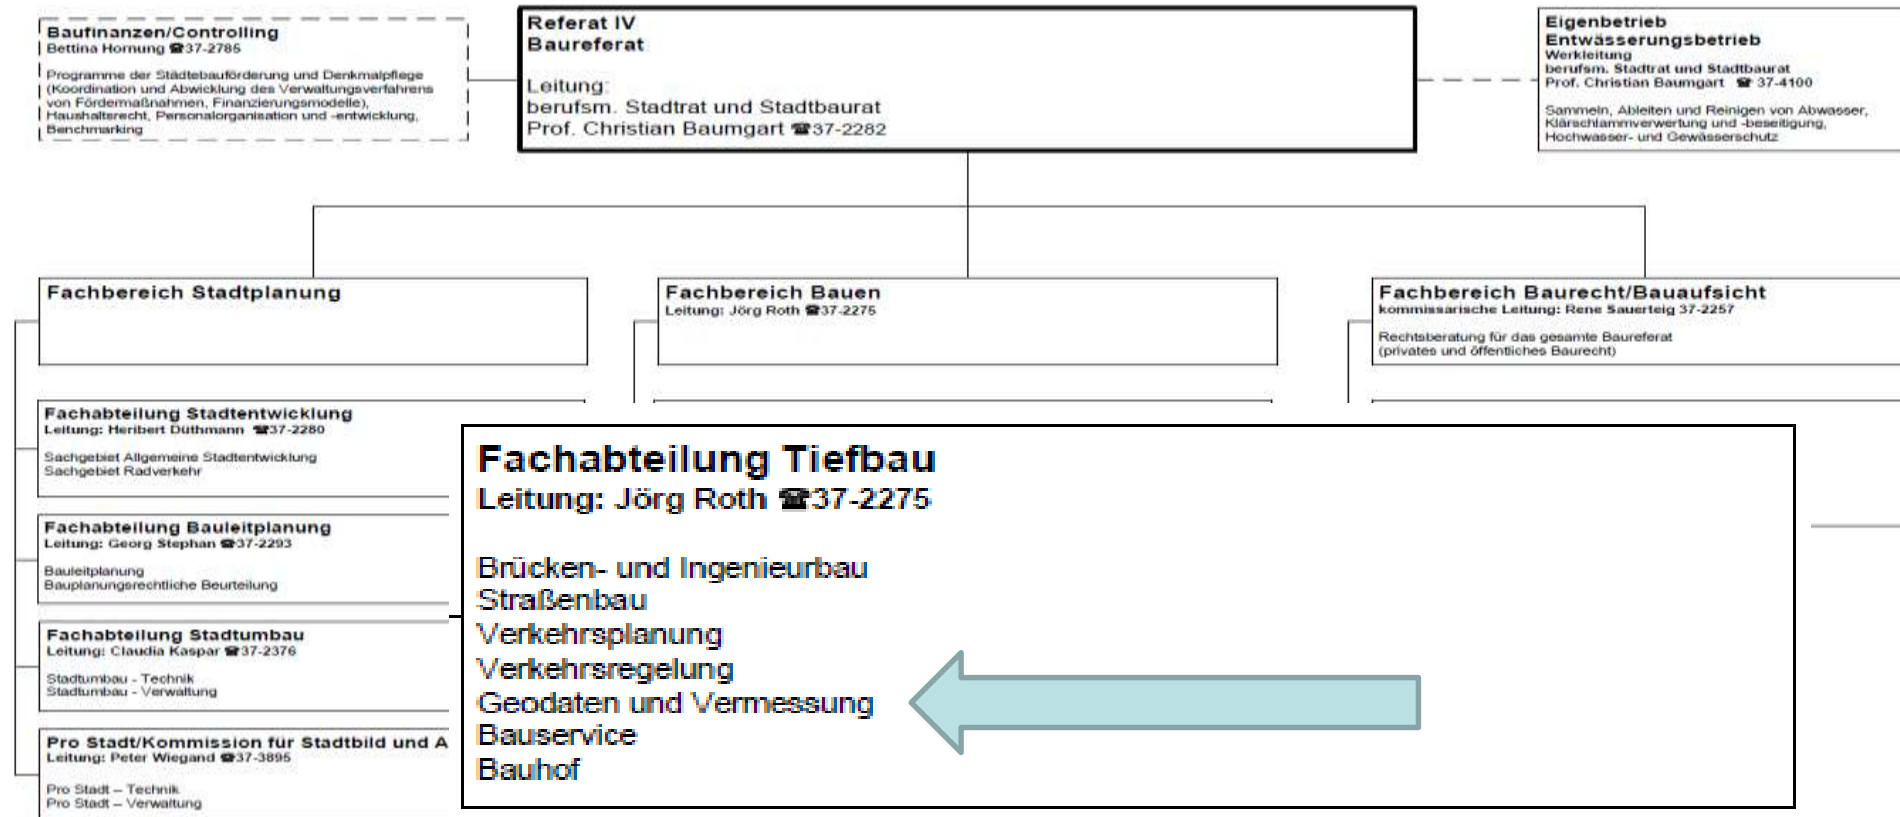 Baufinanzen/Controlling
Bettina Hornung ☎37-2785
Programme der Städtebauförderung und Denkmalpflege
(Koordination und Abwicklung des Verwaltungsverfahrens
von Fördermaßnahmen, Finanzierungsmodelle),
Haushaltsrecht, Personalorganisation und -entwicklung,
Benchmarking
Referat IV
Baureferat
Leitung:
berufsm. Stadtrat und Stadtbaurat
Prof. Christian Baumgart ☎37-2282
Eigenbetrieb
Entwässerungsbetrieb
Werkleitung
berufsm. Stadtrat und Stadtbaurat
Prof. Christian Baumgart ☎ 37-4100
Sammeln, Ableiten und Reinigen von Abwasser,
Klärschlammverwertung und -beseitigung,
Hochwasser- und Gewässerschutz
Fachbereich Stadtplanung
Fachbereich Bauen
Leitung: Jörg Roth ☎37-2275
Fachbereich Baurecht/Bauaufsicht
kommissarische Leitung: Rene Sauerteig 37-2257
Rechtsberatung für das gesamte Baureferat
(privates und öffentliches Baurecht)
Fachabteilung Stadtentwicklung
Leitung: Heribert Düthmann ☎37-2280
Sachgebiet Allgemeine Stadtentwicklung
Sachgebiet Radverkehr
Fachabteilung Bauleitplanung
Leitung: Georg Stephan ☎37-2293
Bauleitplanung
Bauplanungsrechtliche Beurteilung
Fachabteilung Stadtumbau
Leitung: Claudia Kaspar ☎37-2376
Stadtumbau - Technik
Stadtumbau - Verwaltung
Pro Stadt/Kommission für Stadtbild und A
Leitung: Peter Wiegand ☎37-3895
Pro Stadt – Technik
Pro Stadt – Verwaltung
Fachabteilung Tiefbau
Leitung: Jörg Roth ☎37-2275
Brücken- und Ingenieurbau
Straßenbau
Verkehrsplanung
Verkehrsregelung
Geodaten und Vermessung
Bauservice
Bauhof